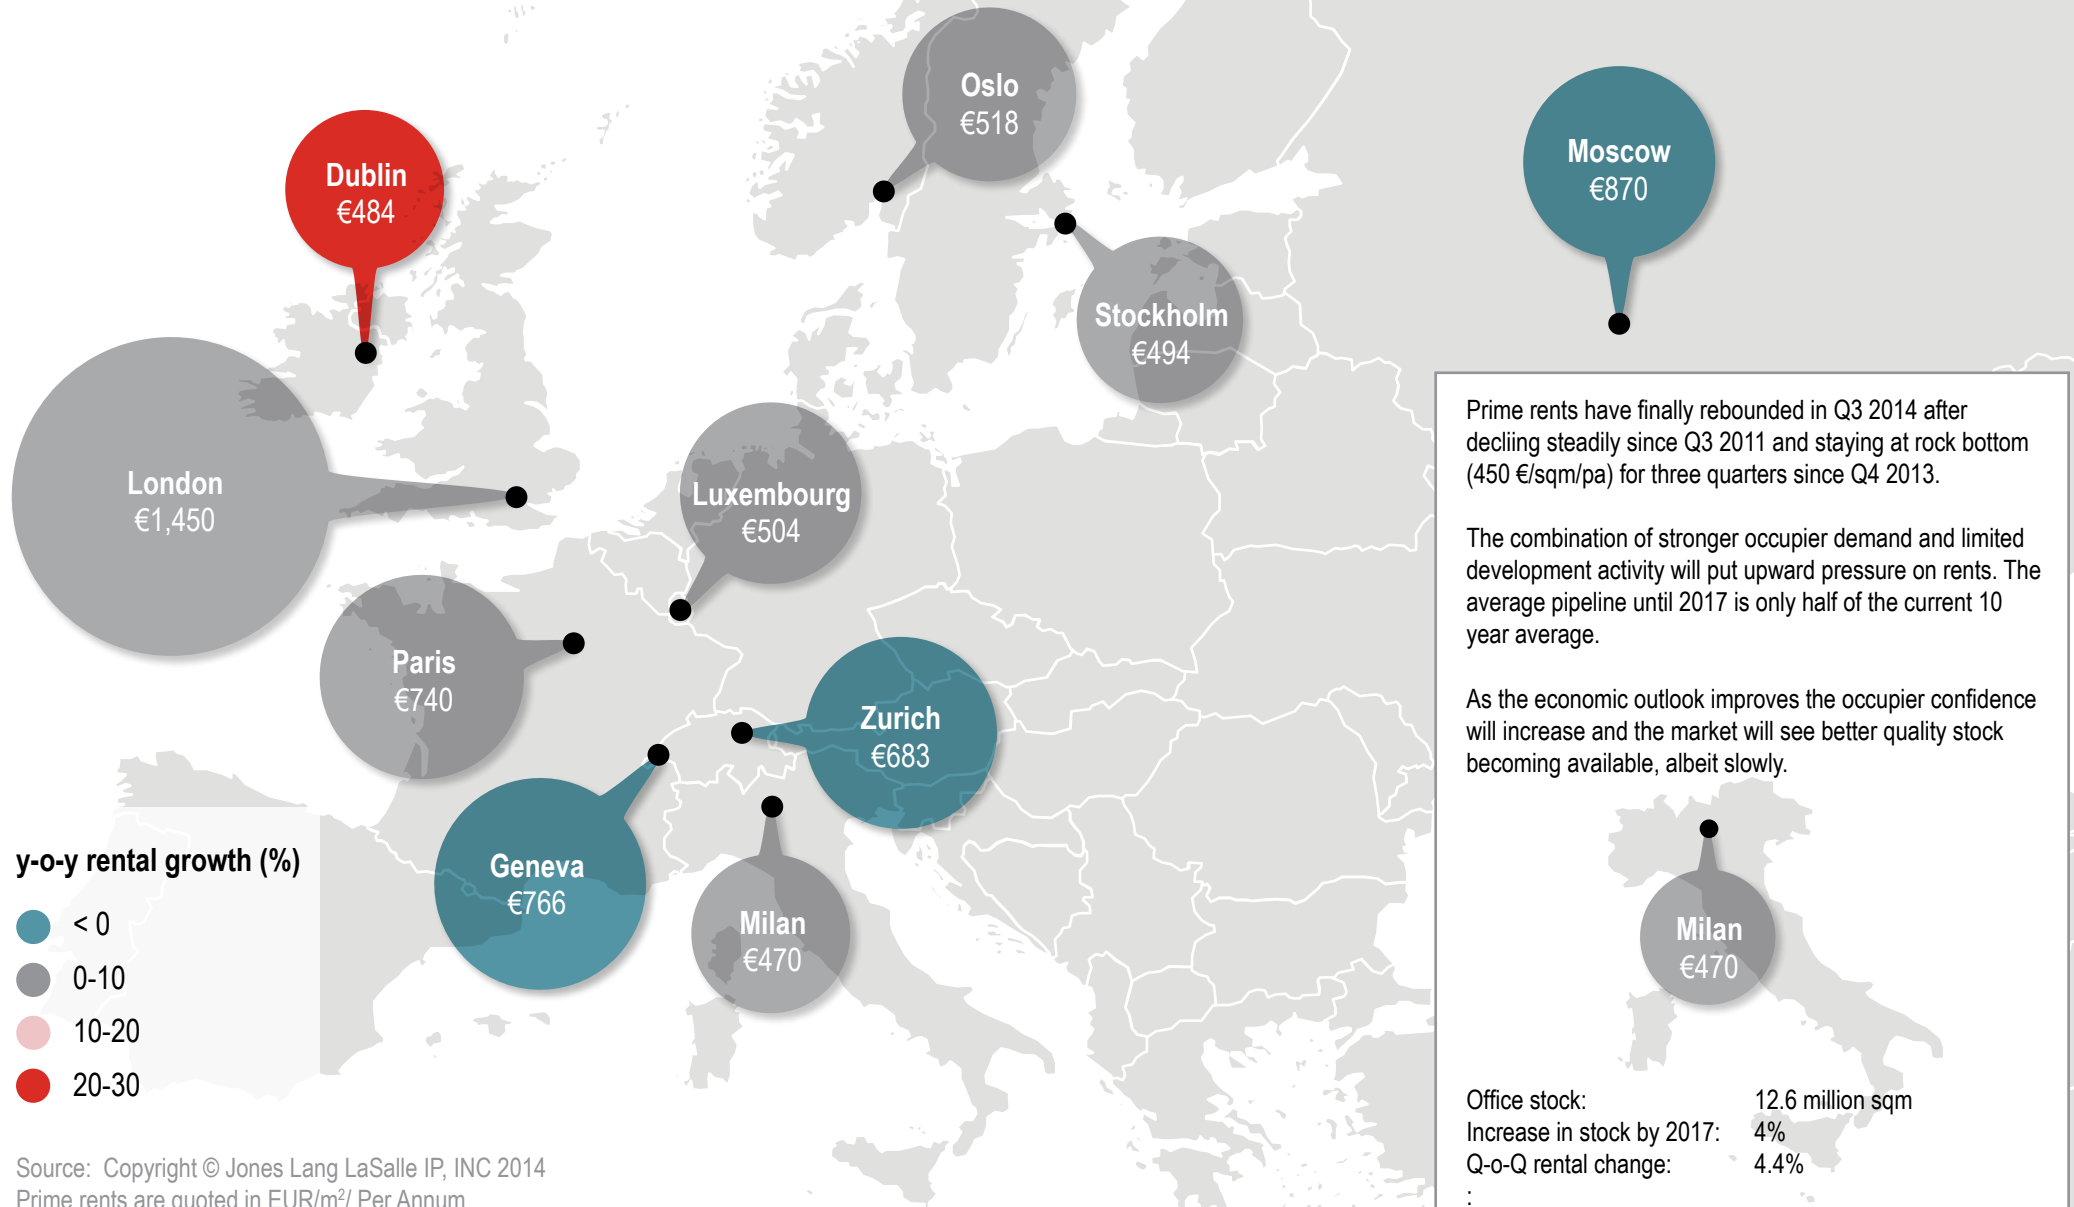 Oslo
€518
Moscow
€870
Dublin
€484
Stockholm
€494
London
€1,450
Luxembourg
€504
Paris
€740
Zurich
€683
Geneva
€766
Milan
€470
y-o-y rental growth (%)
< 0
0-10
10-20
20-30
Source: Copyright © Jones Lang LaSalle IP, INC 2014
Prime rents are quoted in EUR/m²/ Per Annum
Prime rents have finally rebounded in Q3 2014 after
decliing steadily since Q3 2011 and staying at rock bottom
(450 €/sqm/pa) for three quarters since Q4 2013.
The combination of stronger occupier demand and limited
development activity will put upward pressure on rents. The
average pipeline until 2017 is only half of the current 10
year average.
As the economic outlook improves the occupier confidence
will increase and the market will see better quality stock
becoming available, albeit slowly.
Milan
€470
Office stock: 12.6 million sqm
Increase in stock by 2017: 4%
Q-o-Q rental change: 4.4%
: